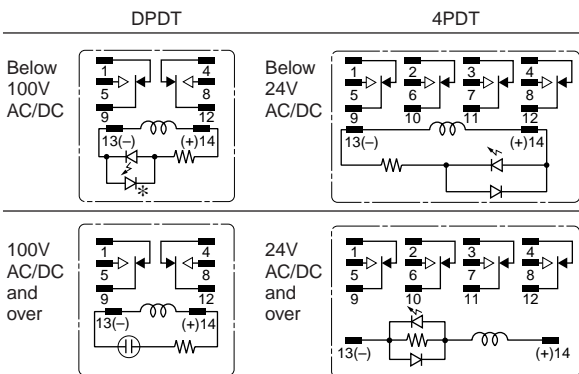 DPDT 4PDT
Below
100V
AC/DC
1 4
5 8
9 12
13(–) (+)14
*
Below
24V
AC/DC
1 2 3 4
5 6 7 8
9 10 11 12
13(–) (+)14
100V
AC/DC
and
over
1 4
5 8
9 12
13(–) (+)14
24V
AC/DC
and
over
1 2 3 4
5 6 7 8
9 10 11 12
13(–) (+)14